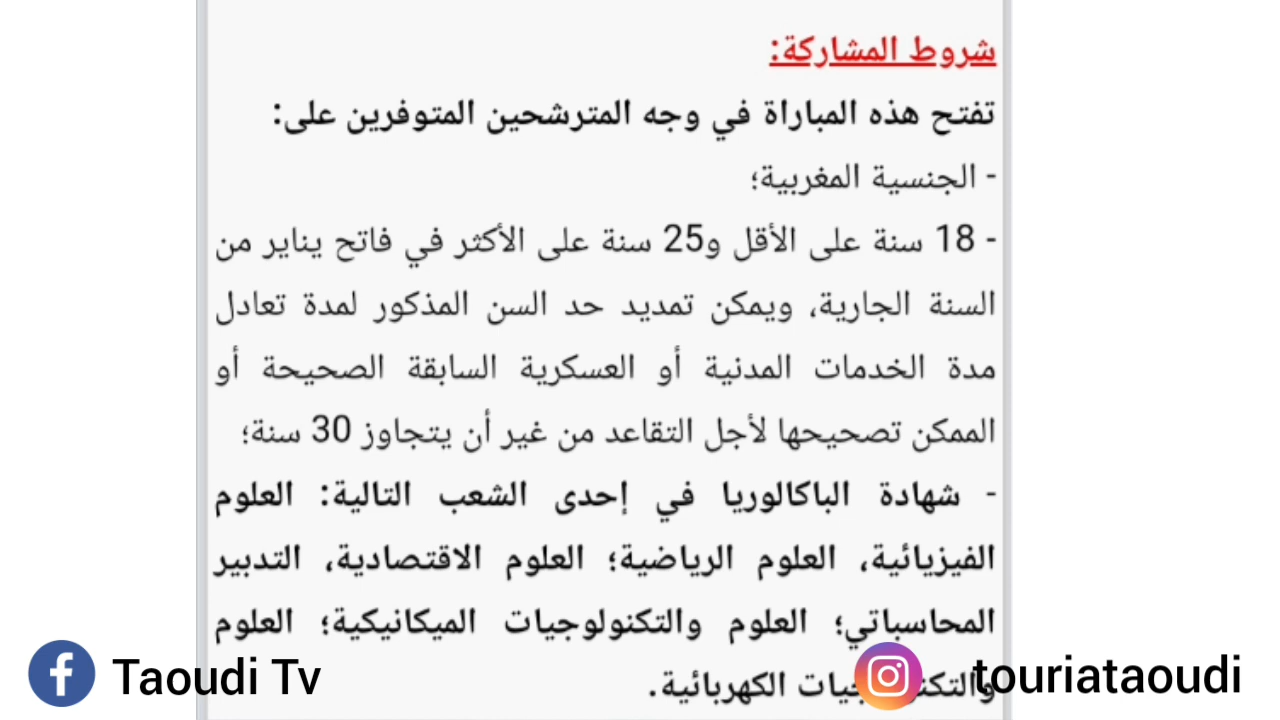 شروط المشاركة:
تفتح هذه المباراة في وجه المترشحين المتوفرين على:
- الجنسية المغربية؛
- 18 سنة على الأقل و25 سنة على الأكثر في فاتح يناير من
السنة الجارية، ويمكن تمديد حد السن المذكور لمدة تعادل
مدة الخدمات المدنية أو العسكرية السابقة الصحيحة أو
الممكن تصحيحها لأجل التقاعد من غير أن يتجاوز 30 سنة؛
- شهادة الباكالوريا في إحدى الشعب التالية: العلوم
الفيزيائية، العلوم الرياضية؛ العلوم الاقتصادية، التدبير
المحاسباتي؛ العلوم والتكنولوجيات الميكانيكية؛ العلوم
الكهربائية.
Taoudi Tv
touriataoudi